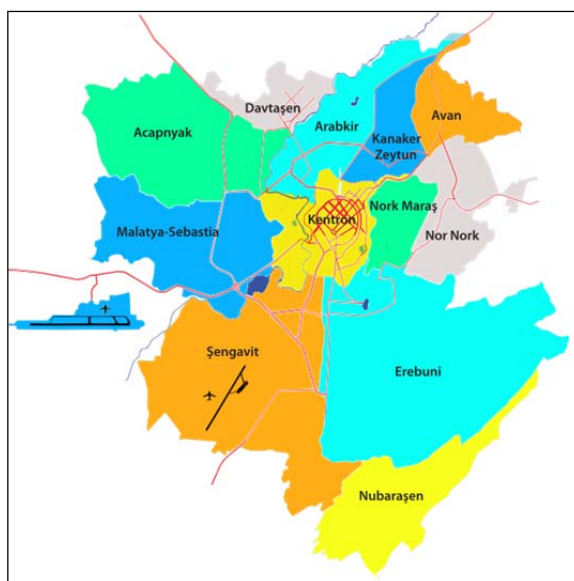 Davtaşen
Avan
Acapnyak
Arabkir
Kanaker
Zeytun
Nork Maraş
Kentron
Malatya-Sebastia
Nor Nork
Şengavit
Erebuni
Nubaraşen